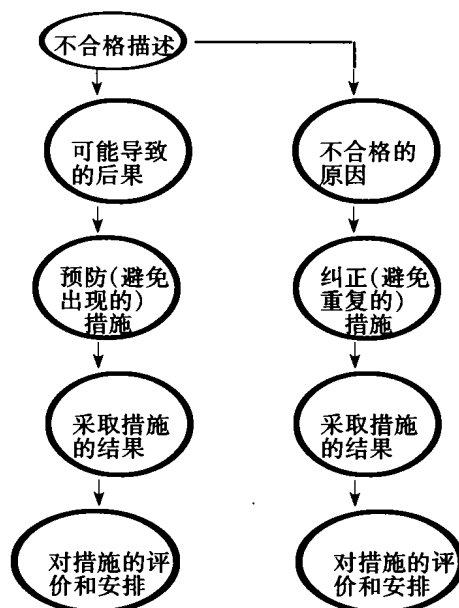 不合格描述
可能导致
的后果
不合格的
原因
预防(避免
出现的)
措施
纠正(避免
重复的)
措施
采取措施
的结果
采取措施
的结果
对措施的评
价和安排
对措施的评
价和安排